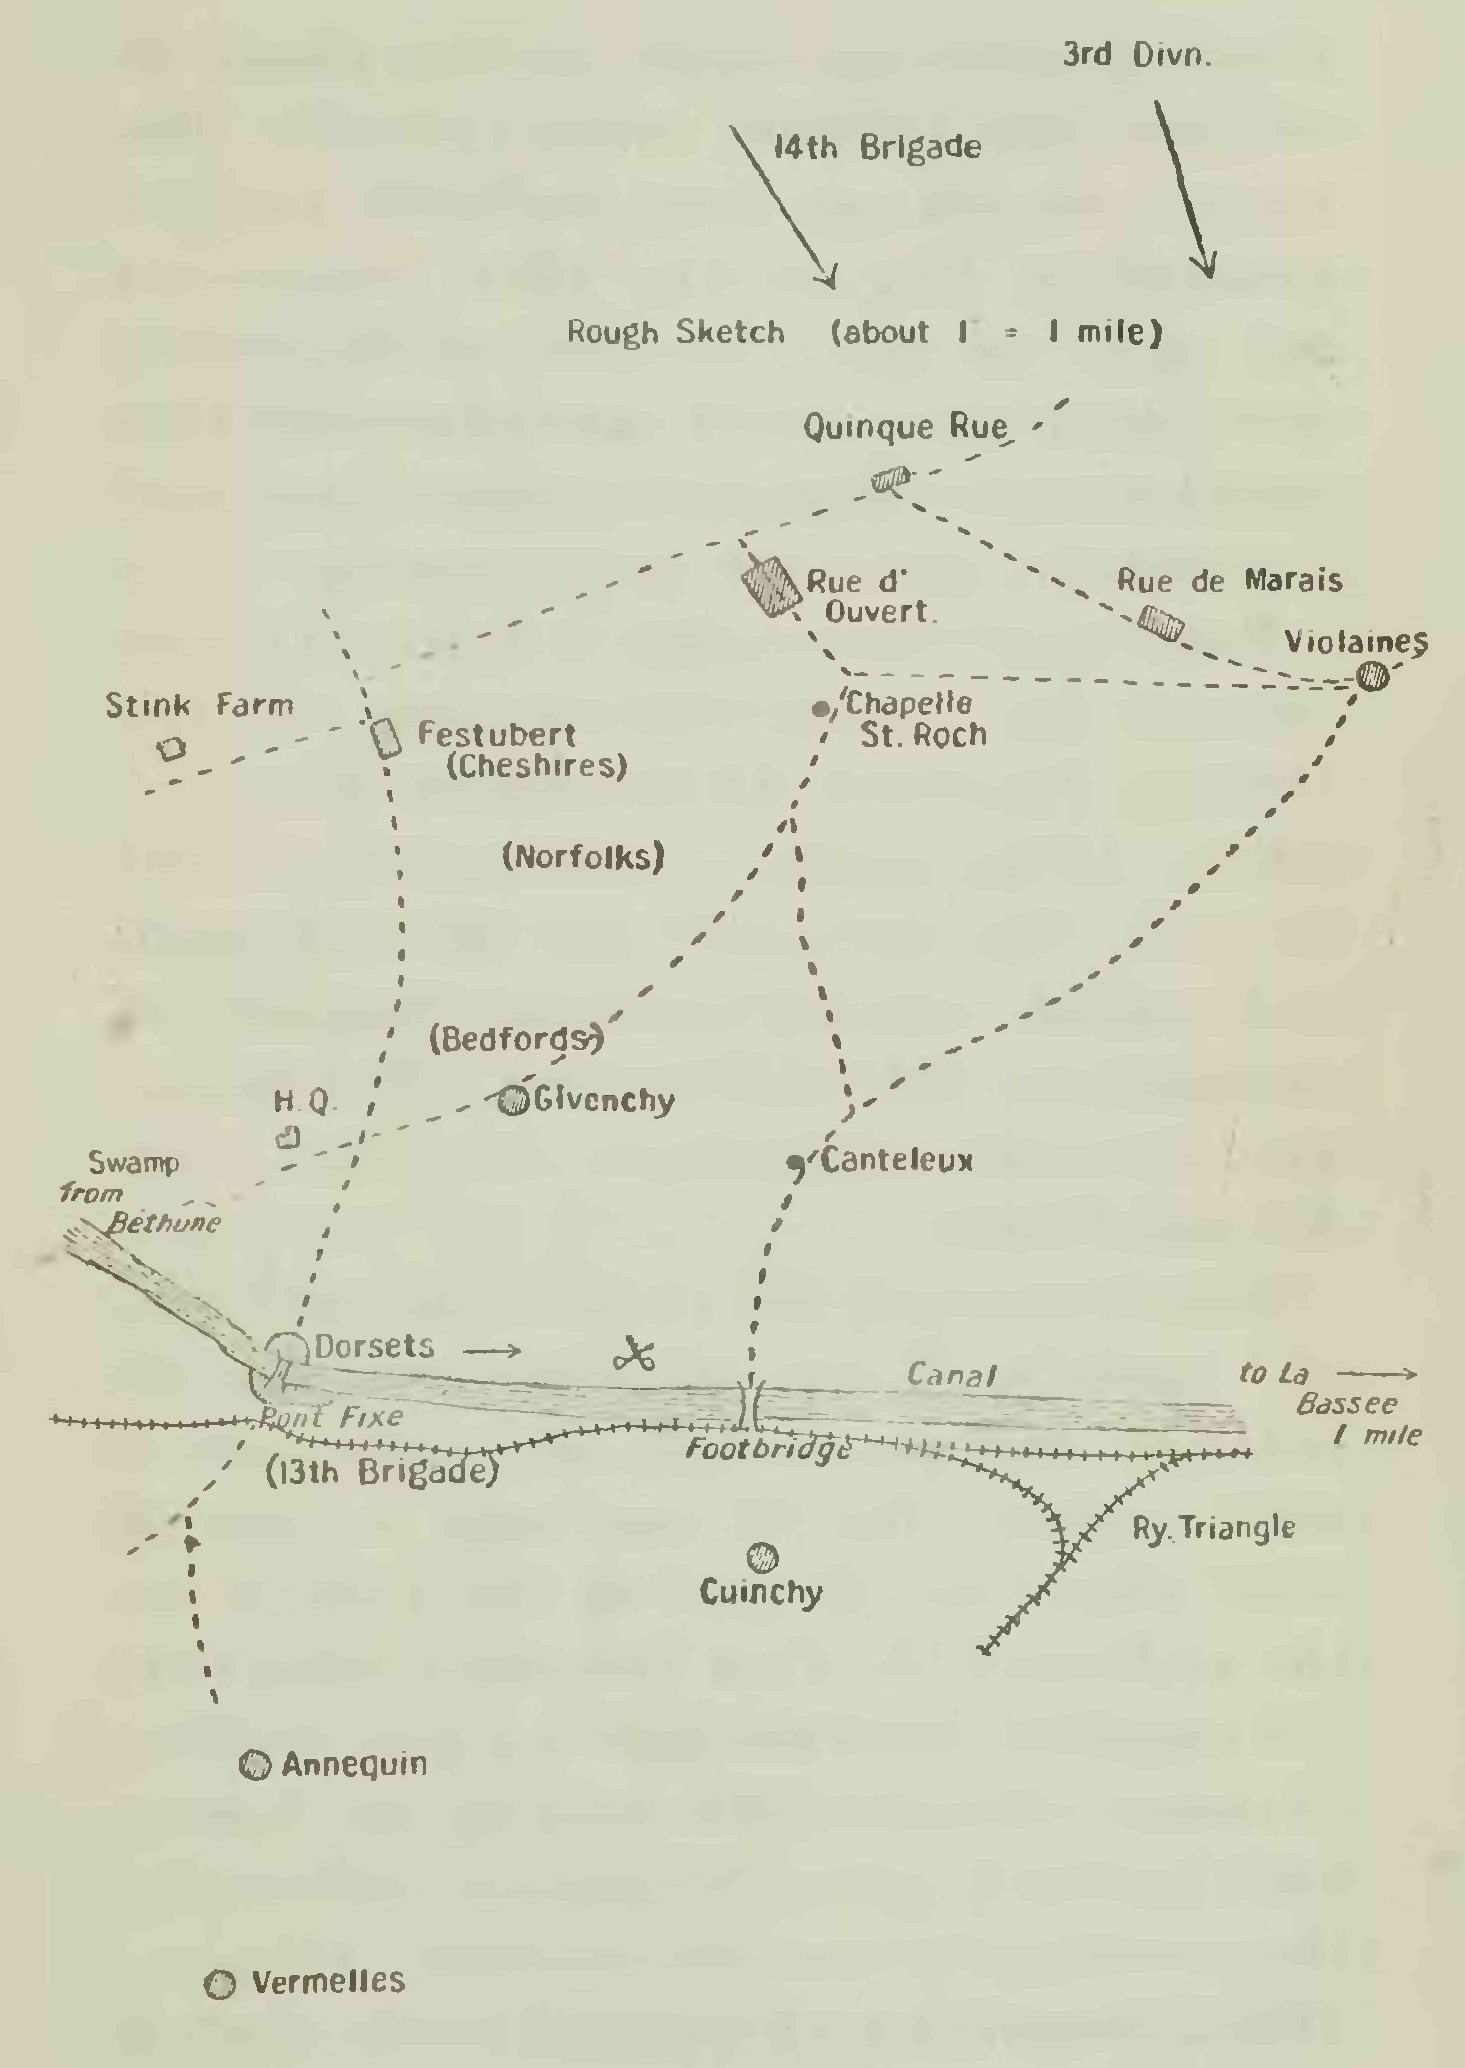 3rd Divn.
14th Brigade
Rough Sketch (about 1 = 1 mile)
Quinque Rue
Rue d'
Ouvert.
Rue de Marais
Violaines
Stink Farm
Festubert
(Cheshires)
Chapelle
St. Roch
(Norfolks)
(Bedfords)
H.Q.
Givenchy
Swamp
from
Béthune
Canteleux
Dorsets
Canal
to La
Bassee
1 mile
Pont Fixe
Footbridge
(13th Brigade)
Ry. Triangle
Cuinchy
Annequin
Vermelles